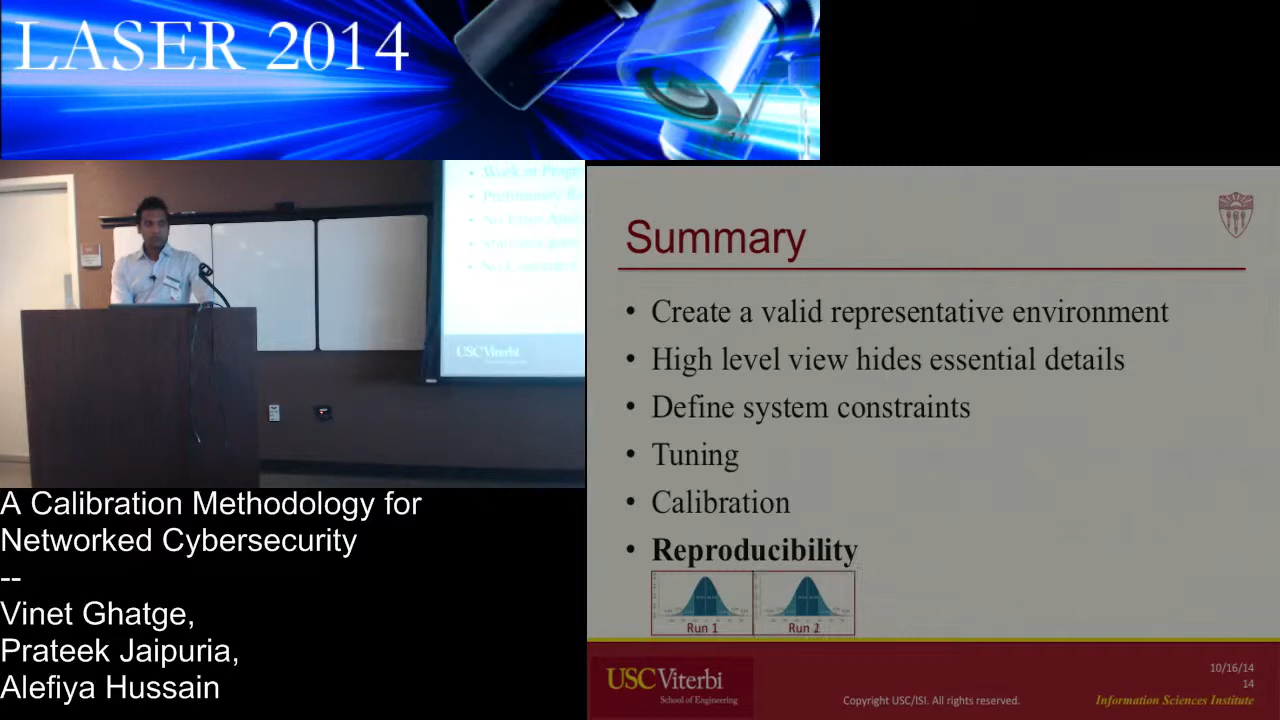 LASER 2014
USC Viterbi
A Calibration Methodology for
Networked Cybersecurity
--
Vinet Ghatge,
Prateek Jaipuria,
Alefiya Hussain
Summary
• Create a valid representative environment
• High level view hides essential details
• Define system constraints
• Tuning
• Calibration
• Reproducibility
Run 1
Run 2
USC Viterbi
School of Engineering
Copyright USC/ISI. All rights reserved.
10/16/14
14
Information Sciences Institute